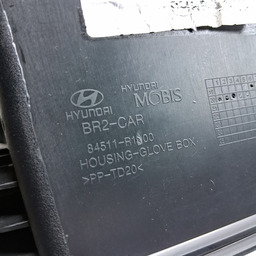 HYUNDAI
HYUNDAI
MOBIS
BR2-CAR
84511-R1000
HOUSING-GLOVE BOX
>PP-TD20<